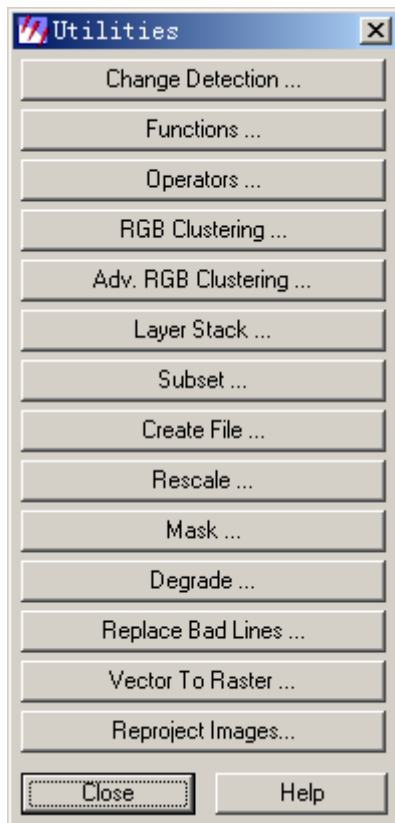 Utilities
Change Detection ...
Functions ...
Operators ...
RGB Clustering ...
Adv. RGB Clustering ...
Layer Stack ...
Subset ...
Create File ...
Rescale ...
Mask ...
Degrade ...
Replace Bad Lines ...
Vector To Raster ...
Reproject Images...
Close Help